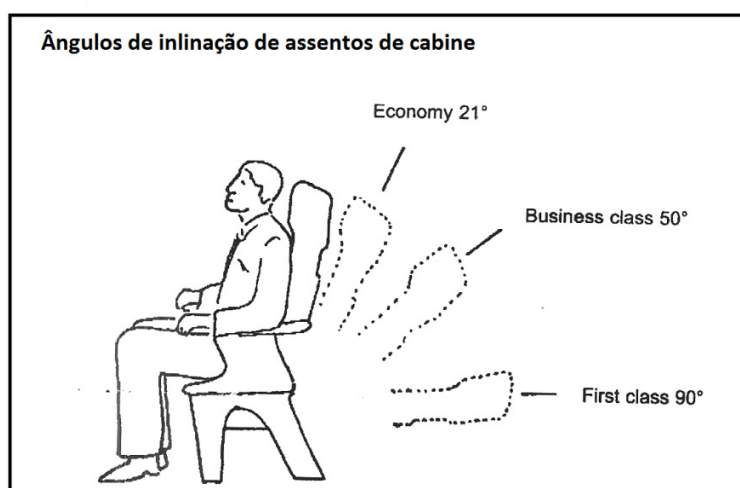 Ângulos de inlinação de assentos de cabine
Economy 21°
Business class 50°
First class 90°